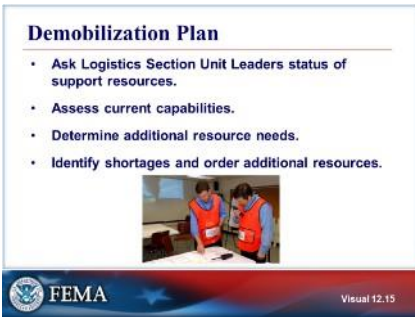 Demobilization Plan
• Ask Logistics Section Unit Leaders status of
support resources.
• Assess current capabilities.
• Determine additional resource needs.
• Identify shortages and order additional resources.
FEMA
Visual 12.15